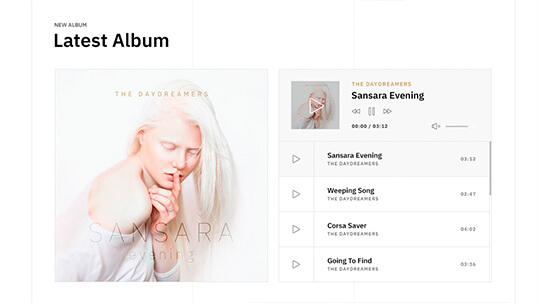 NEW ALBUM
Latest Album
THE DAYDREAMERS
SANSARA
evening
THE DAYDREAMERS
Sansara Evening
00:00 / 03:12
Sansara Evening
THE DAYDREAMERS
03:12
Weeping Song
THE DAYDREAMERS
02:47
Corsa Saver
THE DAYDREAMERS
04:02
Going To Find
THE DAYDREAMERS
03:56